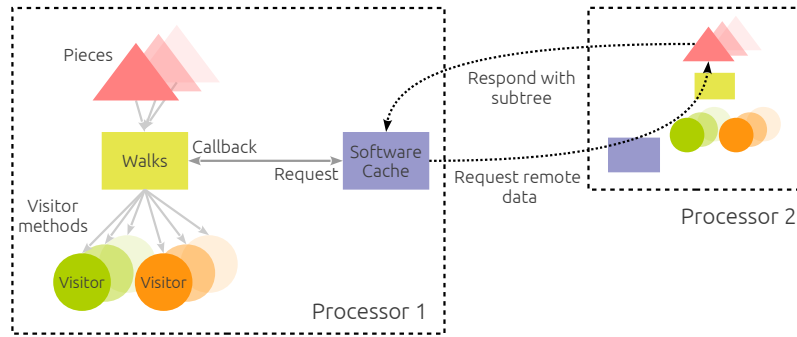 Pieces
Walks
Callback
Request
Software
Cache
Respond with
subtree
Request remote
data
Visitor
methods
Visitor
Visitor
Processor 1
Processor 2